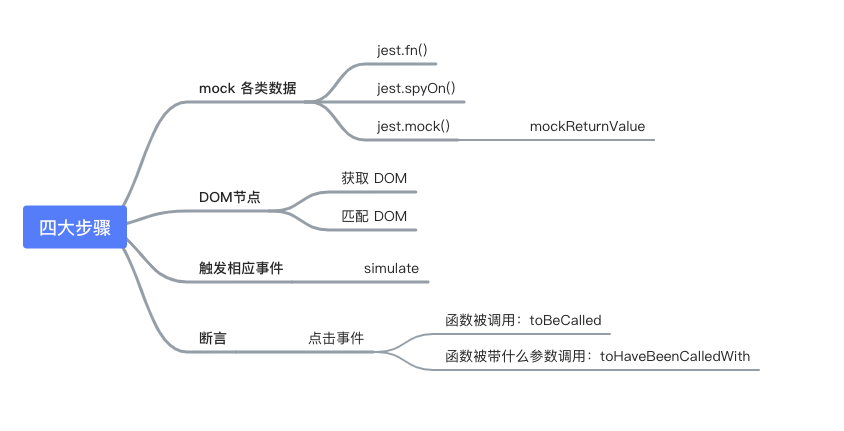 四大步骤
mock 各类数据
jest.fn()
jest.spyOn()
jest.mock()
mockReturnValue
DOM节点
获取 DOM
匹配 DOM
触发相应事件
simulate
断言
点击事件
函数被调用：toBeCalled
函数被带什么参数调用：toHaveBeenCalledWith